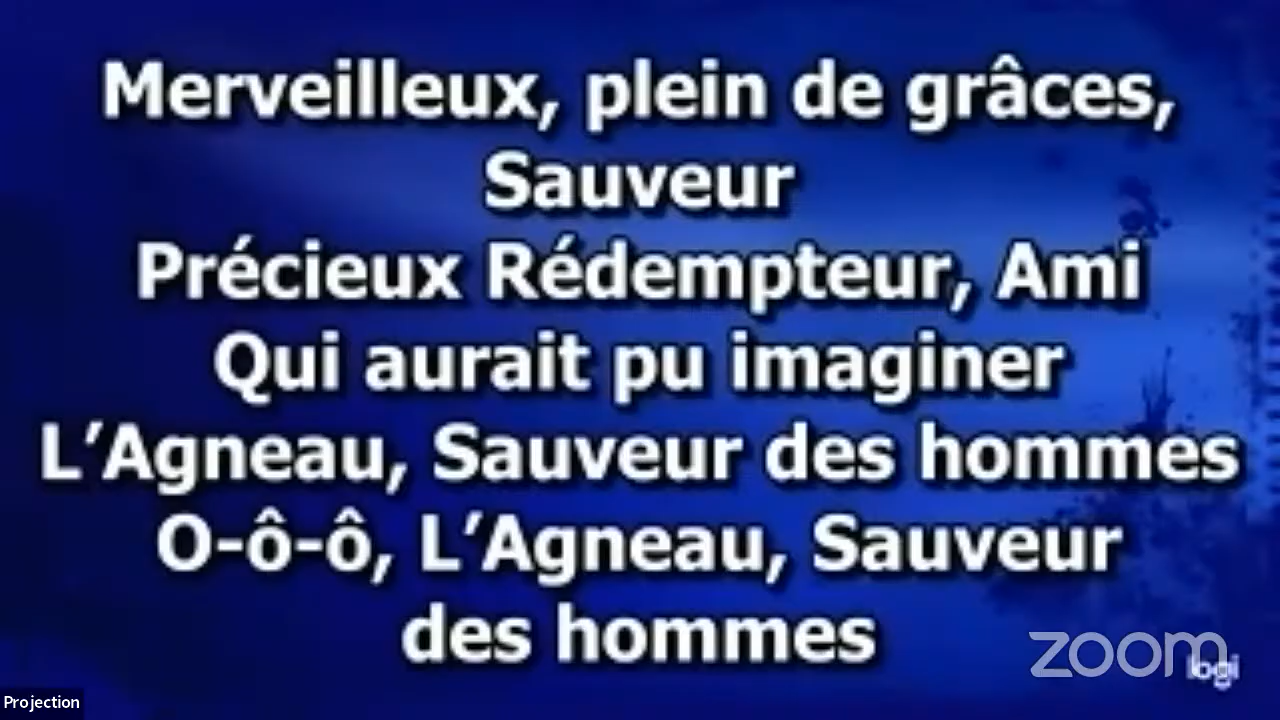 Merveilleux, plein de grâces,
Sauveur
Précieux Rédempteur, Ami
Qui aurait pu imaginer
L’Agneau, Sauveur des hommes
O-ô-ô, L’Agneau, Sauveur
des hommes
zoom
logi
Projection